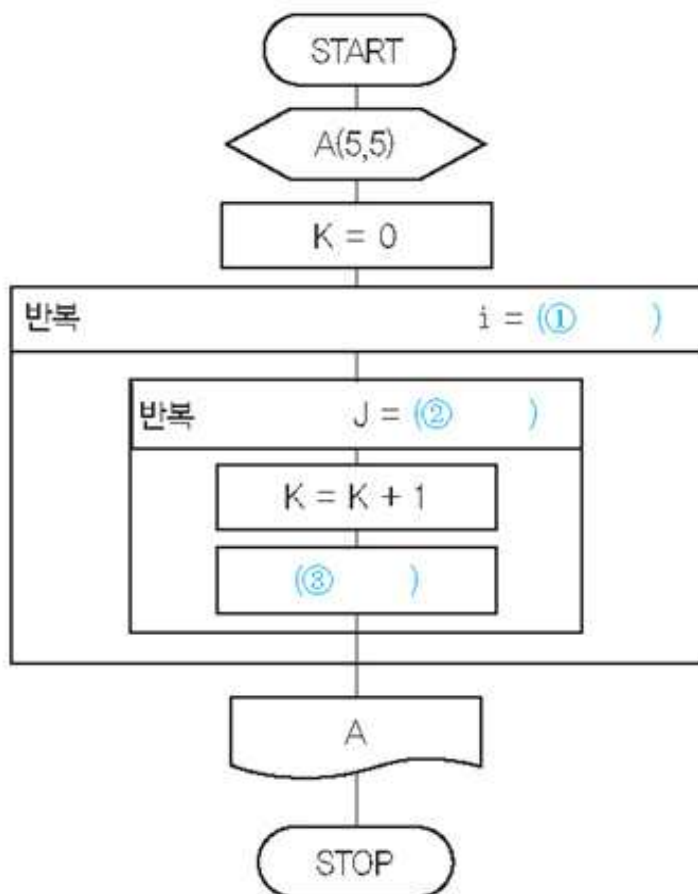 START
A(5,5)
K = 0
반복 i = (① )
반복 J = (② )
K = K + 1
(③ )
A
STOP